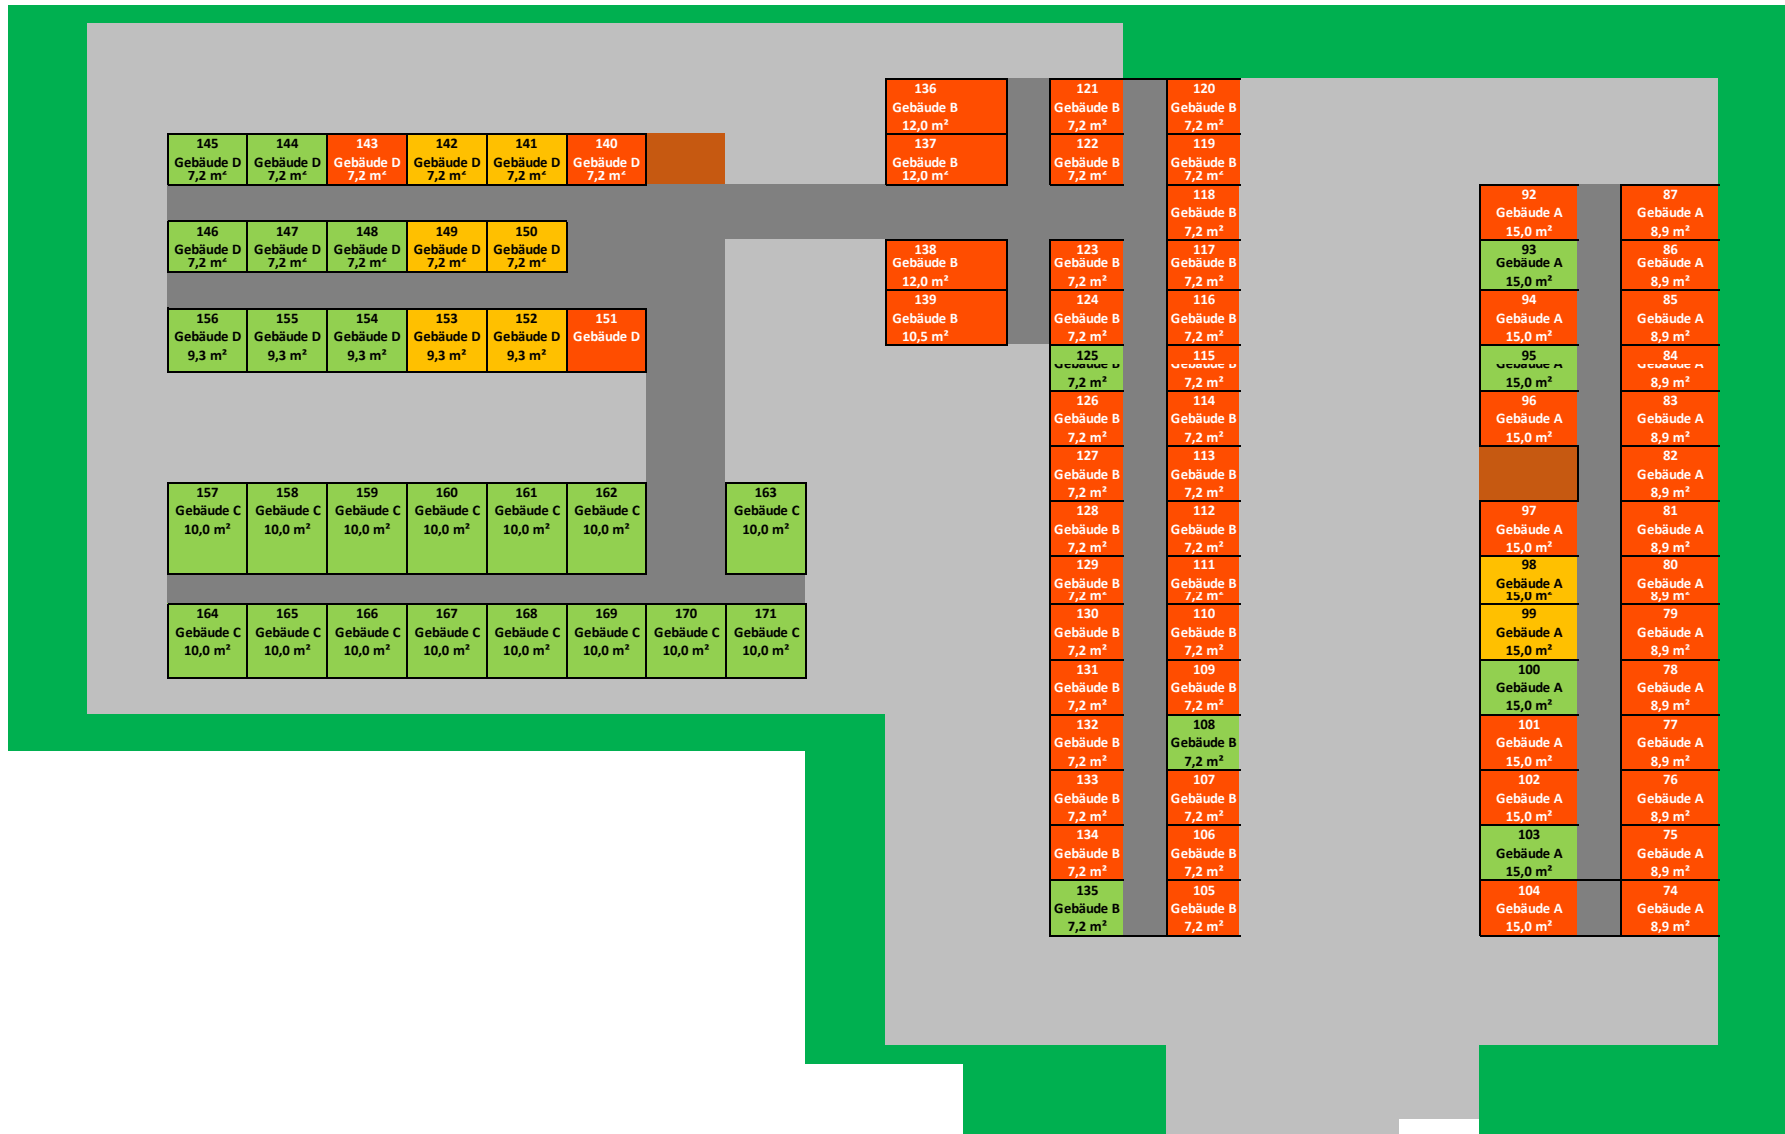 136
Gebäude B
12,0 m²
137
Gebäude B
12,0 m²
121
Gebäude B
7,2 m²
122
Gebäude B
7,2 m²
120
Gebäude B
7,2 m²
119
Gebäude B
7,2 m²
118
Gebäude B
7,2 m²
145
Gebäude D
7,2 m²
144
Gebäude D
7,2 m²
143
Gebäude D
7,2 m²
142
Gebäude D
7,2 m²
141
Gebäude D
7,2 m²
140
Gebäude D
7,2 m²
146
Gebäude D
7,2 m²
147
Gebäude D
7,2 m²
148
Gebäude D
7,2 m²
149
Gebäude D
7,2 m²
150
Gebäude D
7,2 m²
156
Gebäude D
9,3 m²
155
Gebäude D
9,3 m²
154
Gebäude D
9,3 m²
153
Gebäude D
9,3 m²
152
Gebäude D
9,3 m²
151
Gebäude D
157
Gebäude C
10,0 m²
158
Gebäude C
10,0 m²
159
Gebäude C
10,0 m²
160
Gebäude C
10,0 m²
161
Gebäude C
10,0 m²
162
Gebäude C
10,0 m²
163
Gebäude C
10,0 m²
164
Gebäude C
10,0 m²
165
Gebäude C
10,0 m²
166
Gebäude C
10,0 m²
167
Gebäude C
10,0 m²
168
Gebäude C
10,0 m²
169
Gebäude C
10,0 m²
170
Gebäude C
10,0 m²
171
Gebäude C
10,0 m²
138
Gebäude B
12,0 m²
139
Gebäude B
10,5 m²
123
Gebäude B
7,2 m²
124
Gebäude B
7,2 m²
125
Gebäude B
7,2 m²
126
Gebäude B
7,2 m²
127
Gebäude B
7,2 m²
128
Gebäude B
7,2 m²
129
Gebäude B
7,2 m²
130
Gebäude B
7,2 m²
131
Gebäude B
7,2 m²
132
Gebäude B
7,2 m²
133
Gebäude B
7,2 m²
134
Gebäude B
7,2 m²
135
Gebäude B
7,2 m²
117
Gebäude B
7,2 m²
116
Gebäude B
7,2 m²
115
Gebäude B
7,2 m²
114
Gebäude B
7,2 m²
113
Gebäude B
7,2 m²
112
Gebäude B
7,2 m²
111
Gebäude B
7,2 m²
110
Gebäude B
7,2 m²
109
Gebäude B
7,2 m²
108
Gebäude B
7,2 m²
107
Gebäude B
7,2 m²
106
Gebäude B
7,2 m²
105
Gebäude B
7,2 m²
92
Gebäude A
15,0 m²
93
Gebäude A
15,0 m²
94
Gebäude A
15,0 m²
95
Gebäude A
15,0 m²
96
Gebäude A
15,0 m²
97
Gebäude A
15,0 m²
98
Gebäude A
15,0 m²
99
Gebäude A
15,0 m²
100
Gebäude A
15,0 m²
101
Gebäude A
15,0 m²
102
Gebäude A
15,0 m²
103
Gebäude A
15,0 m²
104
Gebäude A
15,0 m²
87
Gebäude A
8,9 m²
86
Gebäude A
8,9 m²
85
Gebäude A
8,9 m²
84
Gebäude A
8,9 m²
83
Gebäude A
8,9 m²
82
Gebäude A
8,9 m²
81
Gebäude A
8,9 m²
80
Gebäude A
8,9 m²
79
Gebäude A
8,9 m²
78
Gebäude A
8,9 m²
77
Gebäude A
8,9 m²
76
Gebäude A
8,9 m²
75
Gebäude A
8,9 m²
74
Gebäude A
8,9 m²